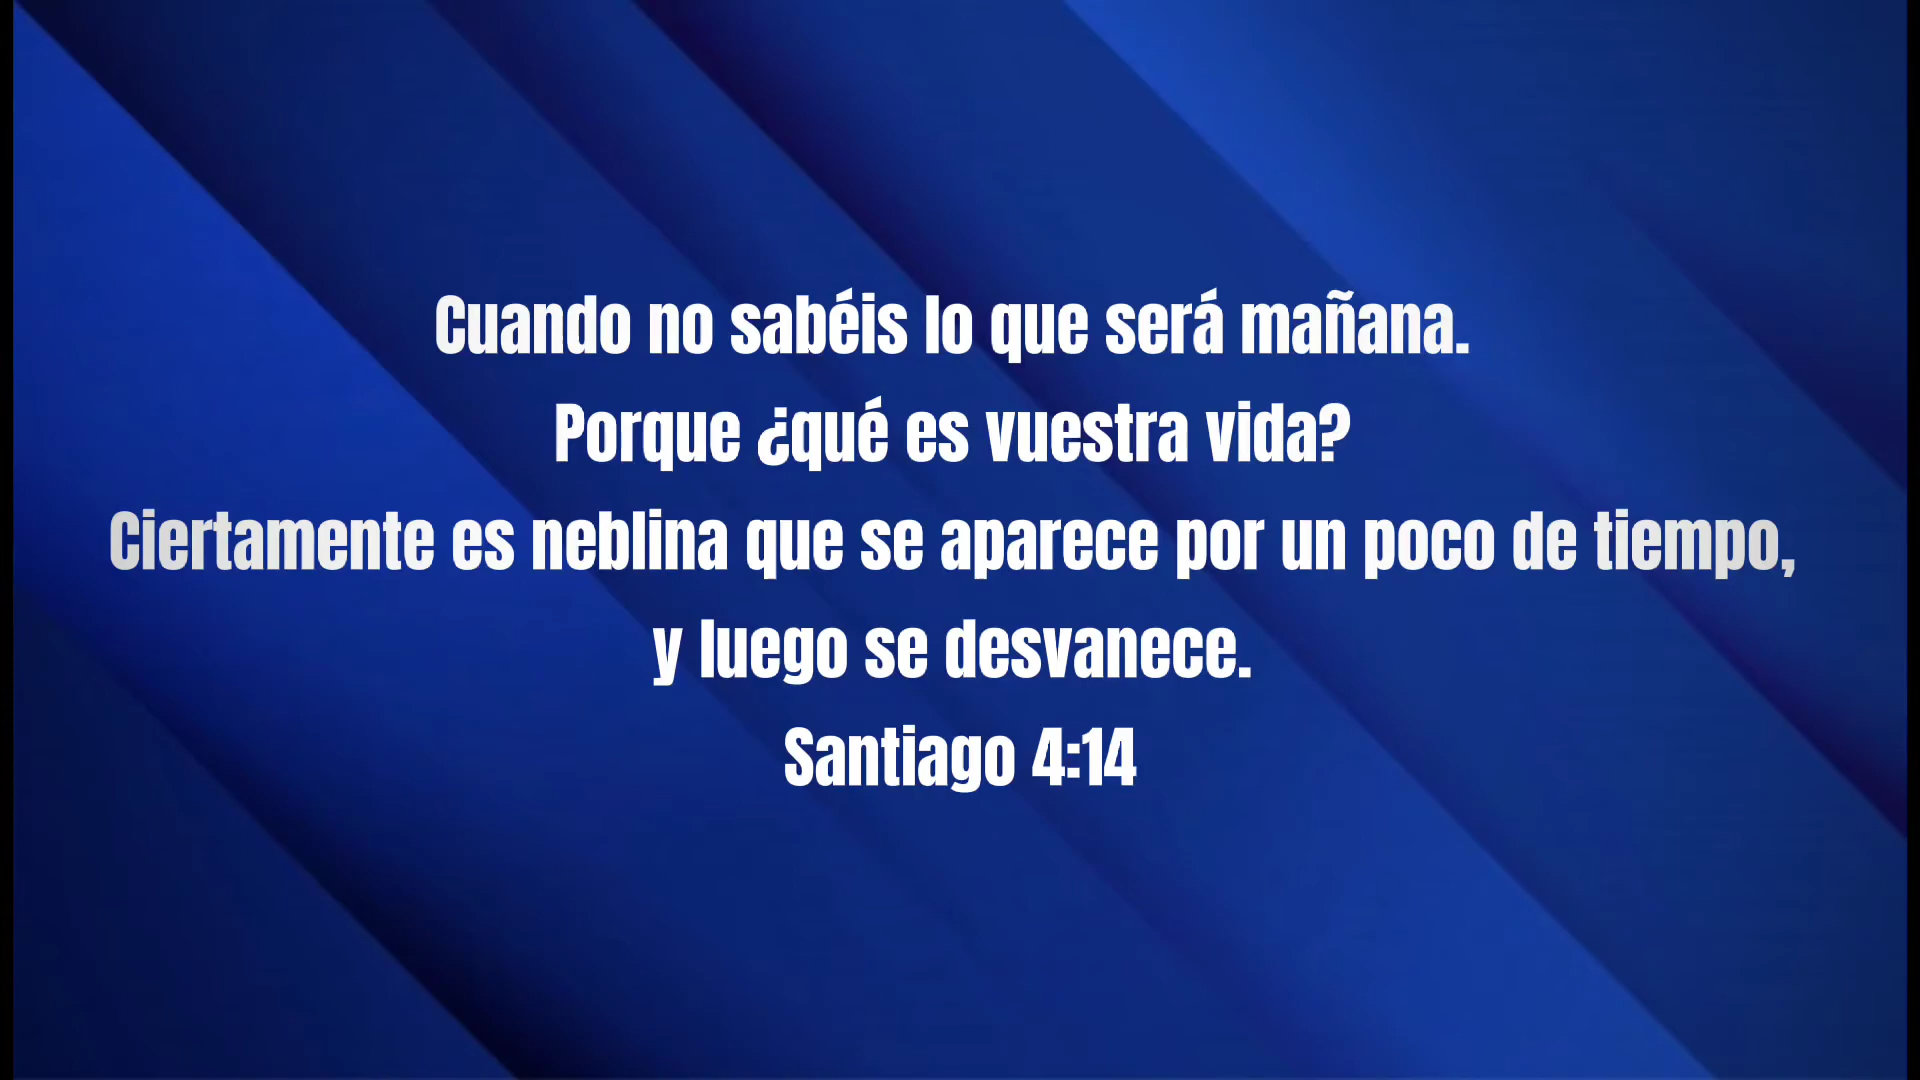 Cuando no sabéis lo que será mañana.
Porque ¿qué es vuestra vida?
Ciertamente es neblina que se aparece por un poco de tiempo,
y luego se desvanece.
Santiago 4:14